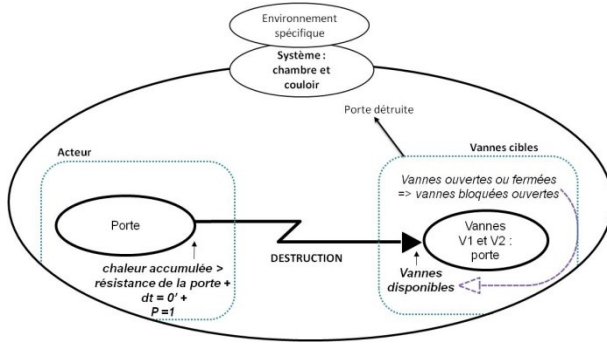 Environnement
spécifique
Système :
chambre et
couloir
Porte détruite
Acteur
Vannes cibles
Vannes ouvertes ou fermées
=> vannes bloquées ouvertes
Porte
Vannes
V1 et V2 :
porte
DESTRUCTION
chaleur accumulée >
résistance de la porte +
dt = 0' +
P =1
Vannes
disponibles